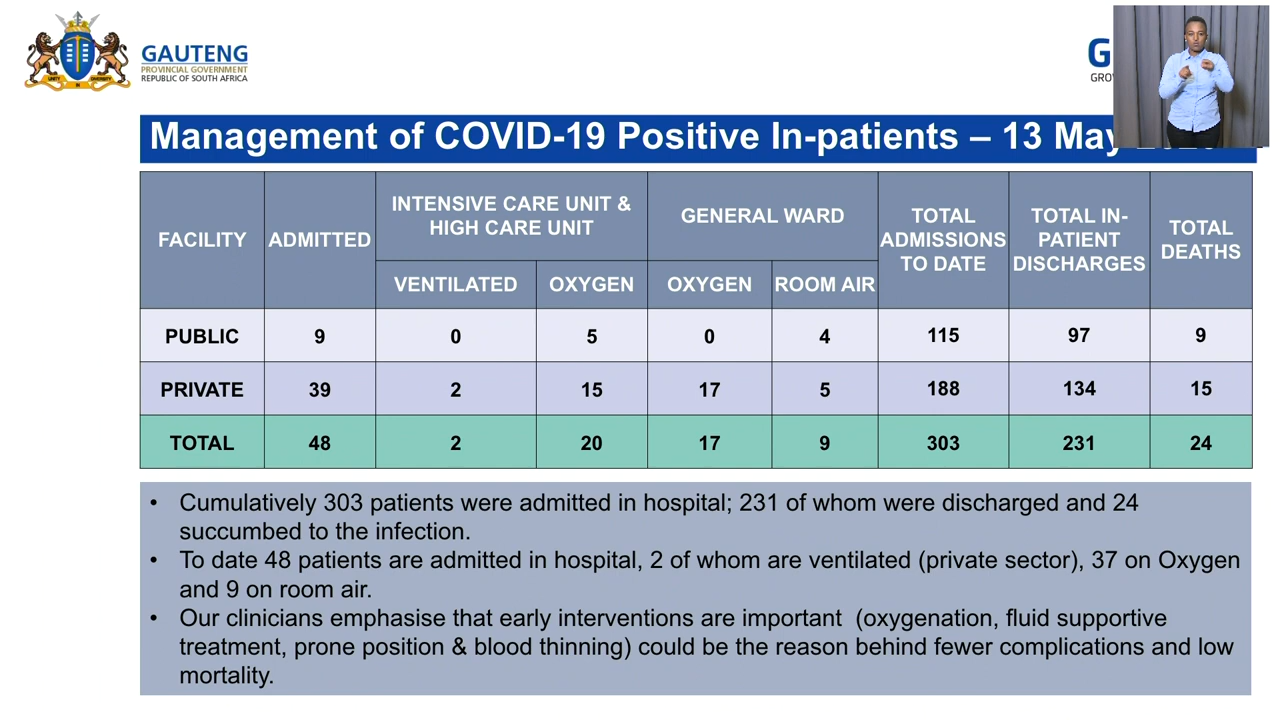 GAUTENG
PROVINCIAL GOVERNMENT
REPUBLIC OF SOUTH AFRICA
UNITY IN DIVERSITY
Management of COVID-19 Positive In-patients – 13 May
FACILITY
ADMITTED
INTENSIVE CARE UNIT &
HIGH CARE UNIT
GENERAL WARD
TOTAL
ADMISSIONS
TO DATE
TOTAL IN-
PATIENT
DISCHARGES
TOTAL
DEATHS
VENTILATED OXYGEN OXYGEN ROOM AIR
PUBLIC 9 0 5 0 4 115 97 9
PRIVATE 39 2 15 17 5 188 134 15
TOTAL 48 2 20 17 9 303 231 24
• Cumulatively 303 patients were admitted in hospital; 231 of whom were discharged and 24
succumbed to the infection.
• To date 48 patients are admitted in hospital, 2 of whom are ventilated (private sector), 37 on Oxygen
and 9 on room air.
• Our clinicians emphasise that early interventions are important (oxygenation, fluid supportive
treatment, prone position & blood thinning) could be the reason behind fewer complications and low
mortality.